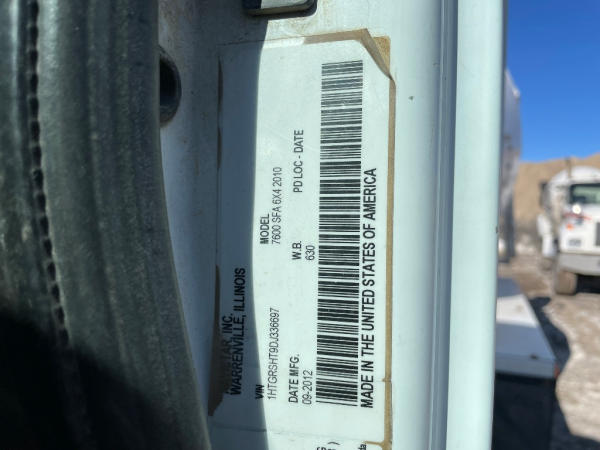 INC.
WARRENVILLE, ILLINOIS
VIN MODEL
1HTGRSHT9DJ336697 7600 SFA 6X4 2010
DATE MFG. W.B. PD LOC - DATE
09-2012 630
MADE IN THE UNITED STATES OF AMERICA